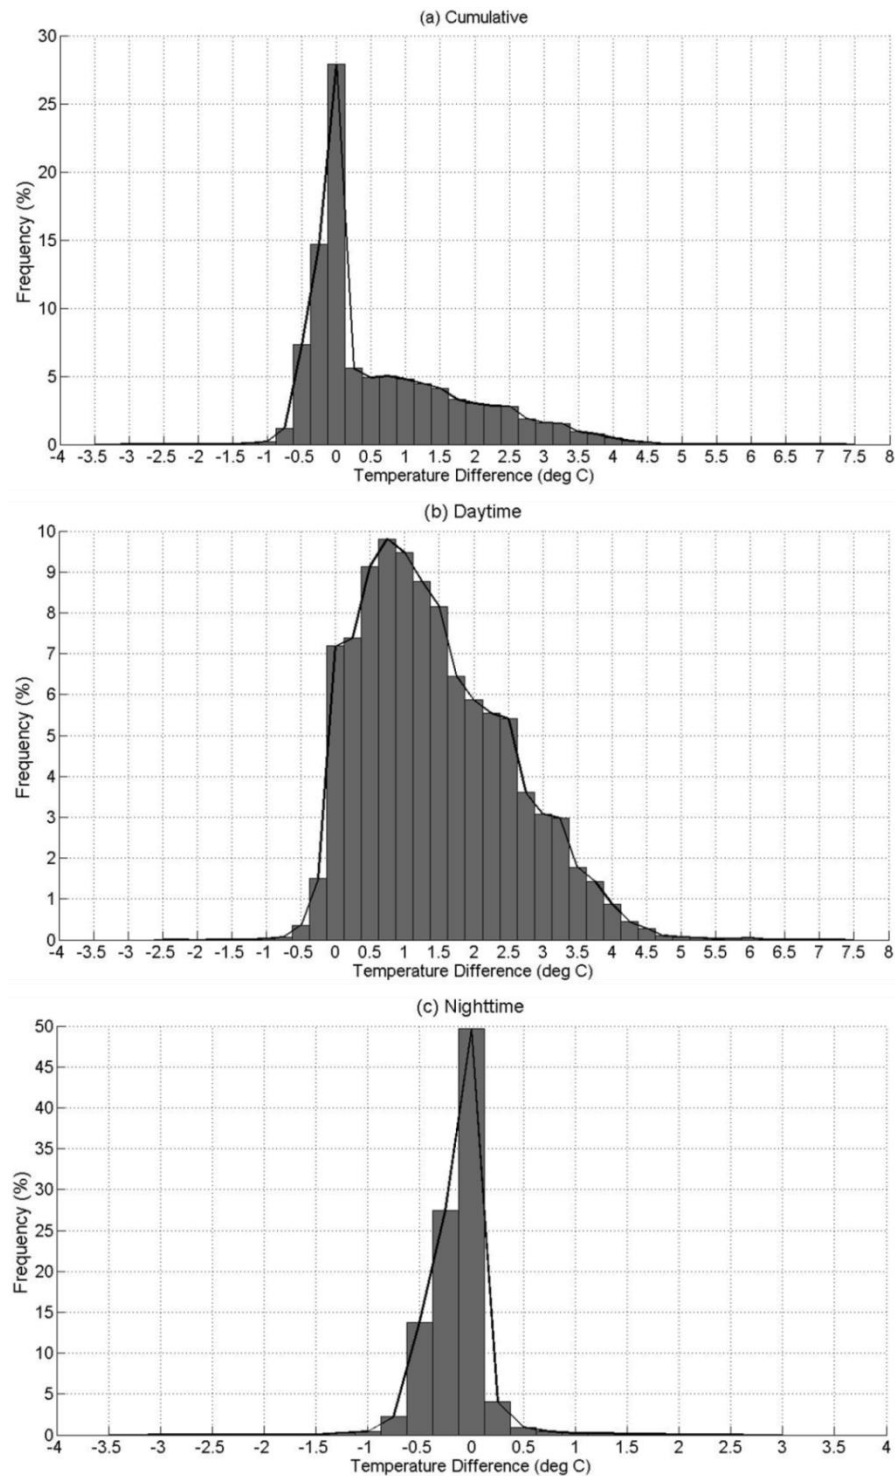 (a) Cumulative
30
25
20
15
10
5
0
Frequency (%)
-4 -3.5 -3 -2.5 -2 -1.5 -1 -0.5 0 0.5 1 1.5 2 2.5 3 3.5 4 4.5 5 5.5 6 6.5 7 7.5 8
Temperature Difference (deg C)
(b) Daytime
10
9
8
7
6
5
4
3
2
1
0
Frequency (%)
-4 -3.5 -3 -2.5 -2 -1.5 -1 -0.5 0 0.5 1 1.5 2 2.5 3 3.5 4 4.5 5 5.5 6 6.5 7 7.5 8
Temperature Difference (deg C)
(c) Nighttime
50
45
40
35
30
25
20
15
10
5
0
Frequency (%)
-4 -3.5 -3 -2.5 -2 -1.5 -1 -0.5 0 0.5 1 1.5 2 2.5 3 3.5 4
Temperature Difference (deg C)